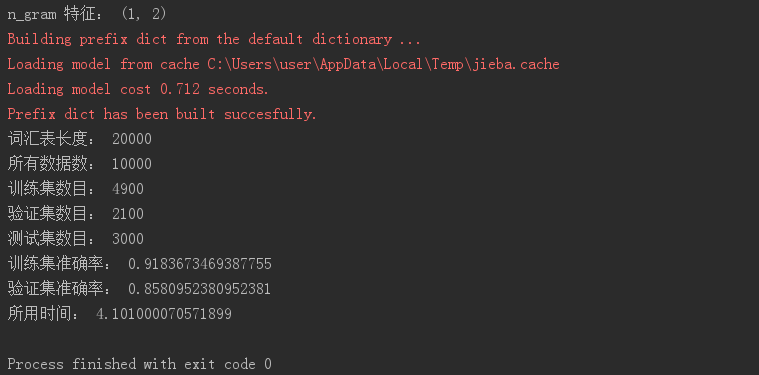 n_gram 特征： (1, 2)
Building prefix dict from the default dictionary ...
Loading model from cache C:\Users\user\AppData\Local\Temp\jieba.cache
Loading model cost 0.712 seconds.
Prefix dict has been built succesfully.
词汇表长度： 20000
所有数据数： 10000
训练集数目： 4900
验证集数目： 2100
测试集数目： 3000
训练集准确率： 0.9183673469387755
验证集准确率： 0.8580952380952381
所用时间： 4.101000070571899
Process finished with exit code 0